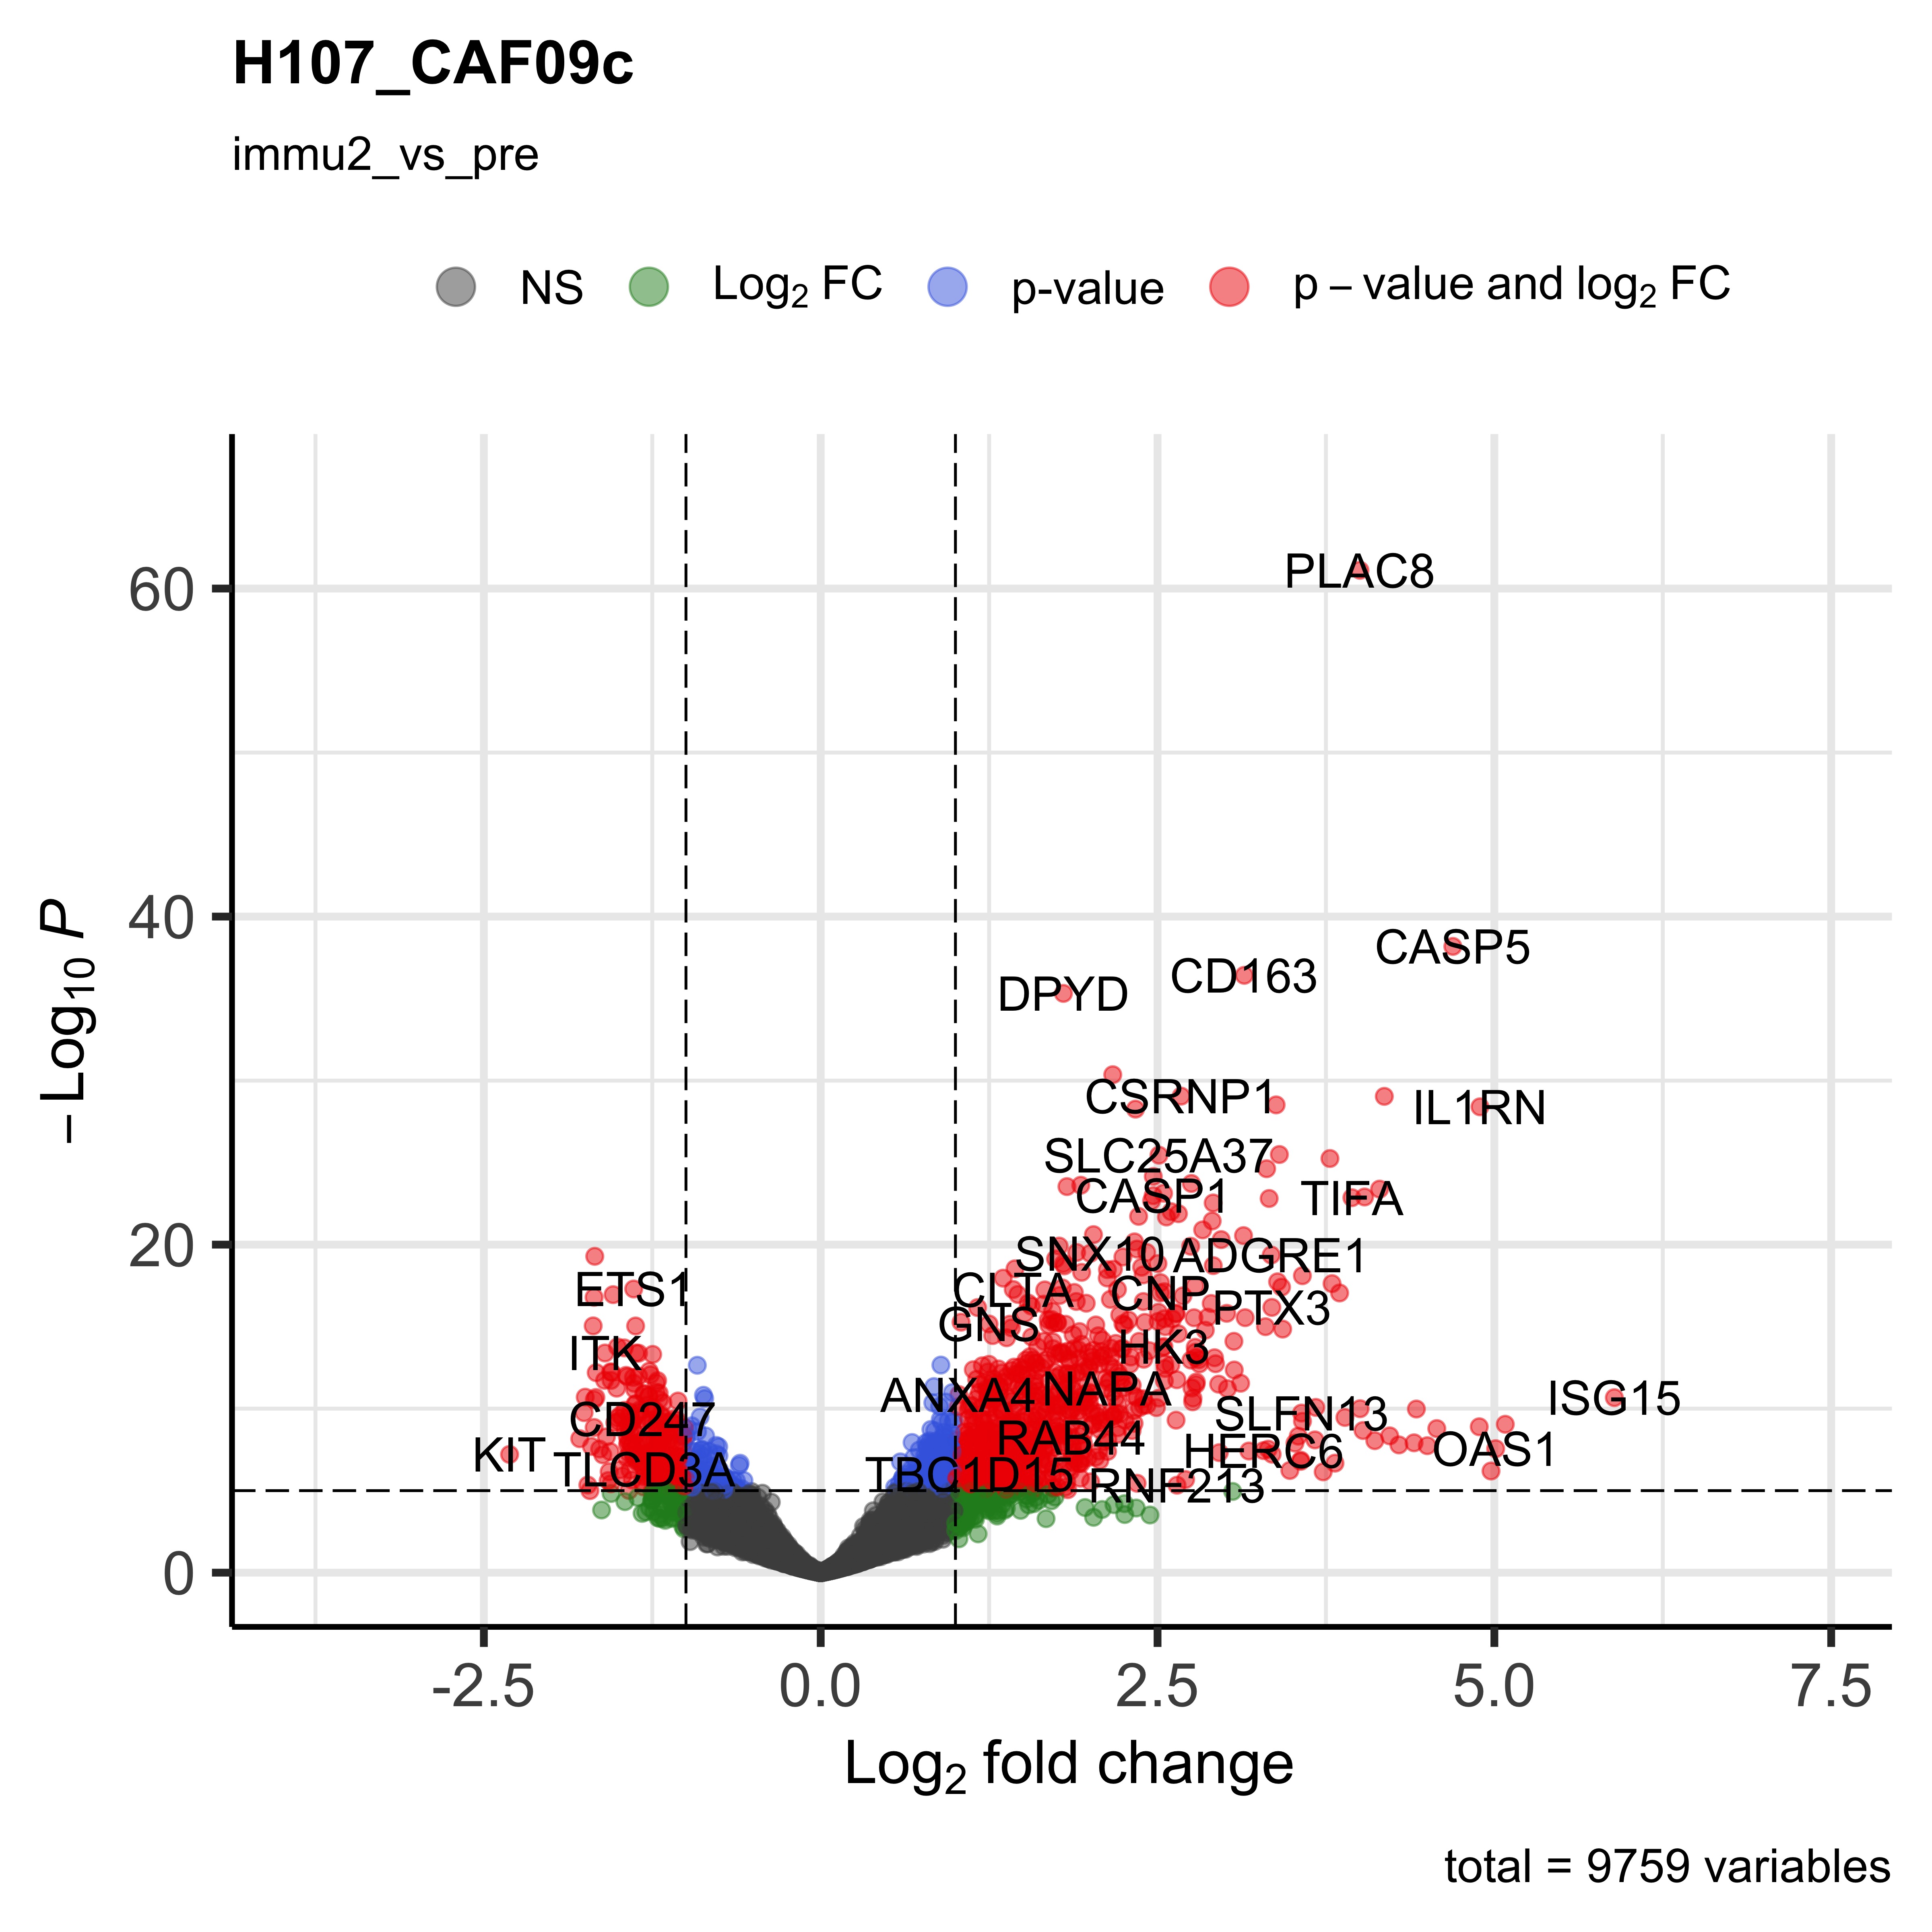 H107_CAF09c
immu2_vs_pre
NS Log2 FC p-value p – value and log2 FC
PLAC8
60
CASP5
40
CD163
DPYD
CSRNP1
IL1RN
SLC25A37
CASP1
TIFA
20
SNX10
ADGRE1
ETS1
CLTA
CNP
PTX3
GNS
ITK
HK3
ANXA4
NAPA
ISG15
CD247
SLFN13
RAB44
KIT
HERC6
OAS1
CD3A
TBC1D15
RNF213
0
– Log10 P
-2.5 0.0 2.5 5.0 7.5
Log2 fold change
total = 9759 variables